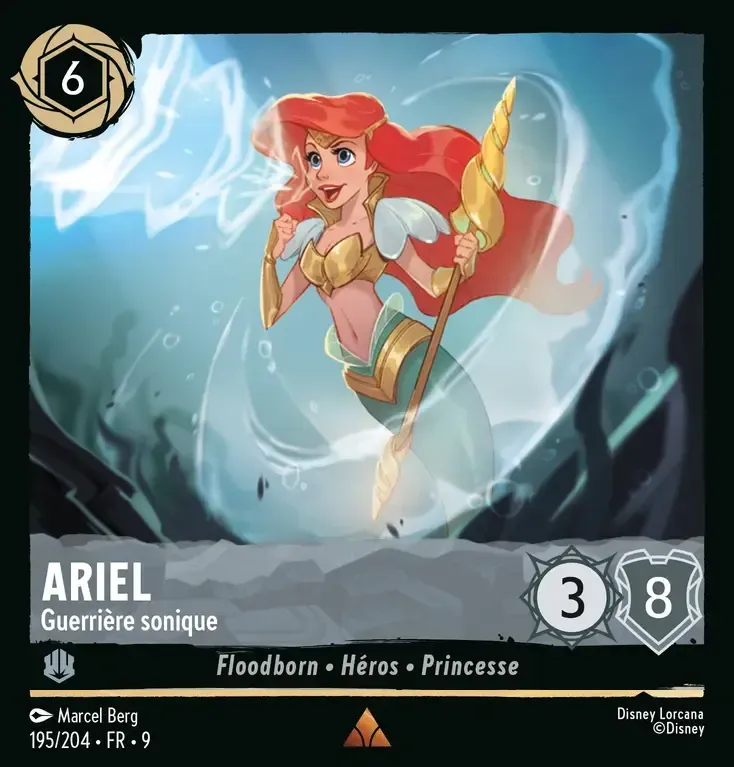 6
ARIEL
Guerrière sonique
3
8
Floodborn • Héros • Princesse
Marcel Berg
195/204 • FR • 9
Disney Lorcana
©Disney